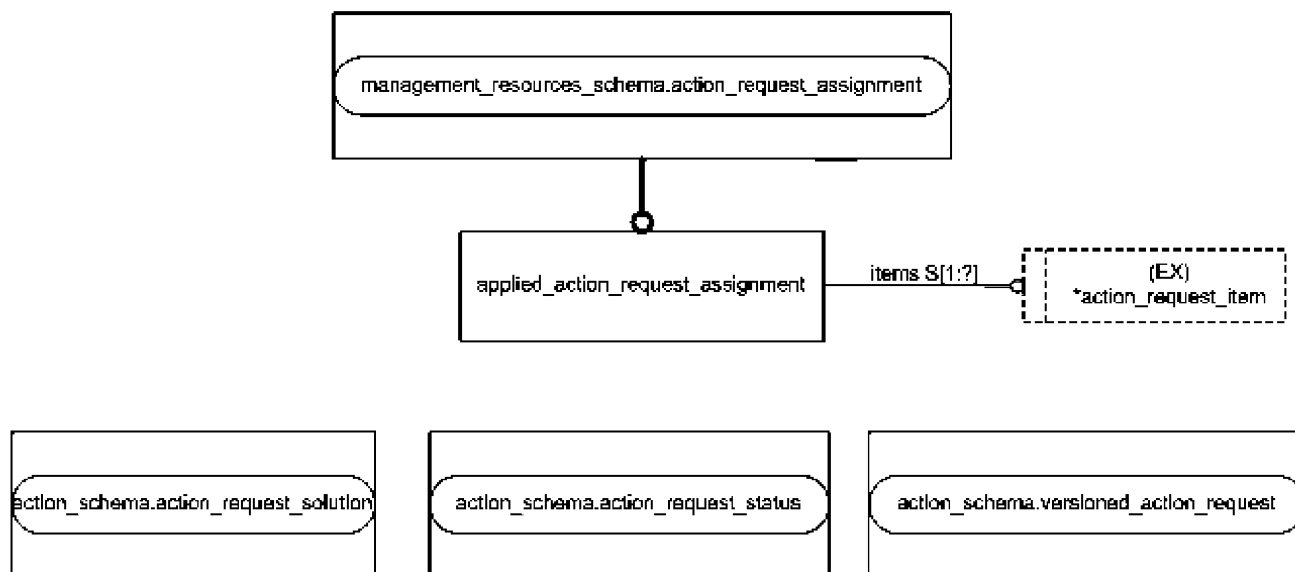 management_resources_schema.action_request_assignment
applied_action_request_assignment
items S[1:?]
(EX)
*action_request_item
action_schema.action_request_solution
action_schema.action_request_status
action_schema.versioned_action_request